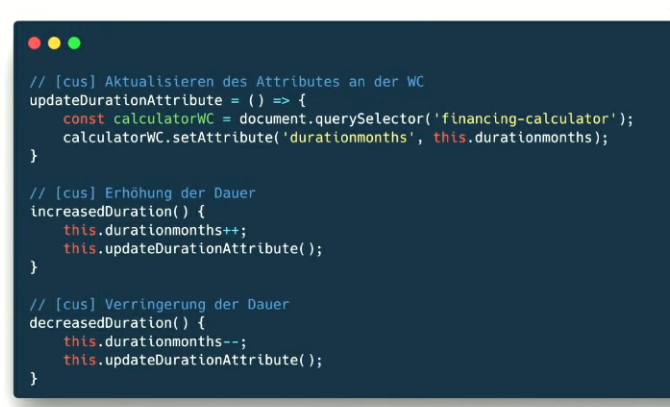 // [cus] Aktualisieren des Attributes an der WC
updateDurationAttribute = () => {
    const calculatorWC = document.querySelector('financing-calculator');
    calculatorWC.setAttribute('durationmonths', this.durationmonths);
}

// [cus] Erhöhung der Dauer
increasedDuration() {
    this.durationmonths++;
    this.updateDurationAttribute();
}

// [cus] Verringerung der Dauer
decreasedDuration() {
    this.durationmonths--;
    this.updateDurationAttribute();
}